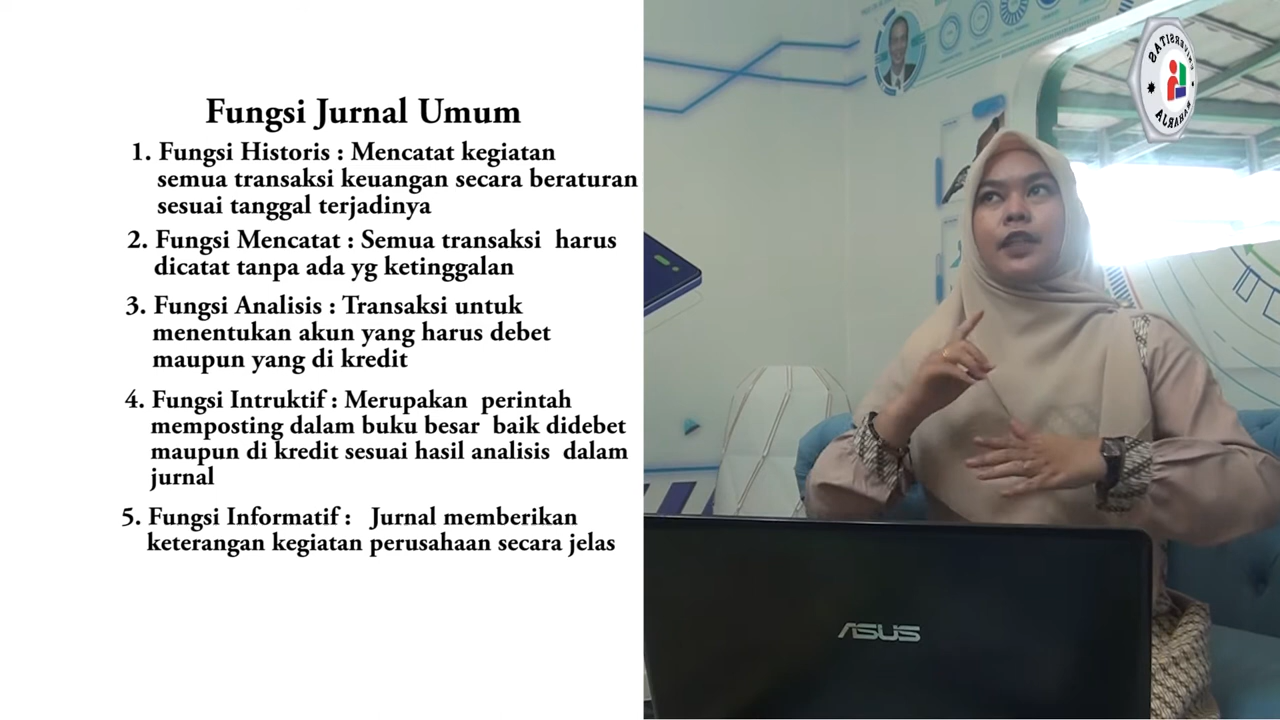 Fungsi Jurnal Umum
1. Fungsi Historis : Mencatat kegiatan
semua transaksi keuangan secara beraturan
sesuai tanggal terjadinya
2. Fungsi Mencatat : Semua transaksi harus
dicatat tanpa ada yg ketinggalan
3. Fungsi Analisis : Transaksi untuk
menentukan akun yang harus debet
maupun yang di kredit
4. Fungsi Intruktif : Merupakan perintah
memposting dalam buku besar baik didebet
maupun di kredit sesuai hasil analisis dalam
jurnal
5. Fungsi Informatif : Jurnal memberikan
keterangan kegiatan perusahaan secara jelas
UNIVERSITAS
RAHARJA
ASUS